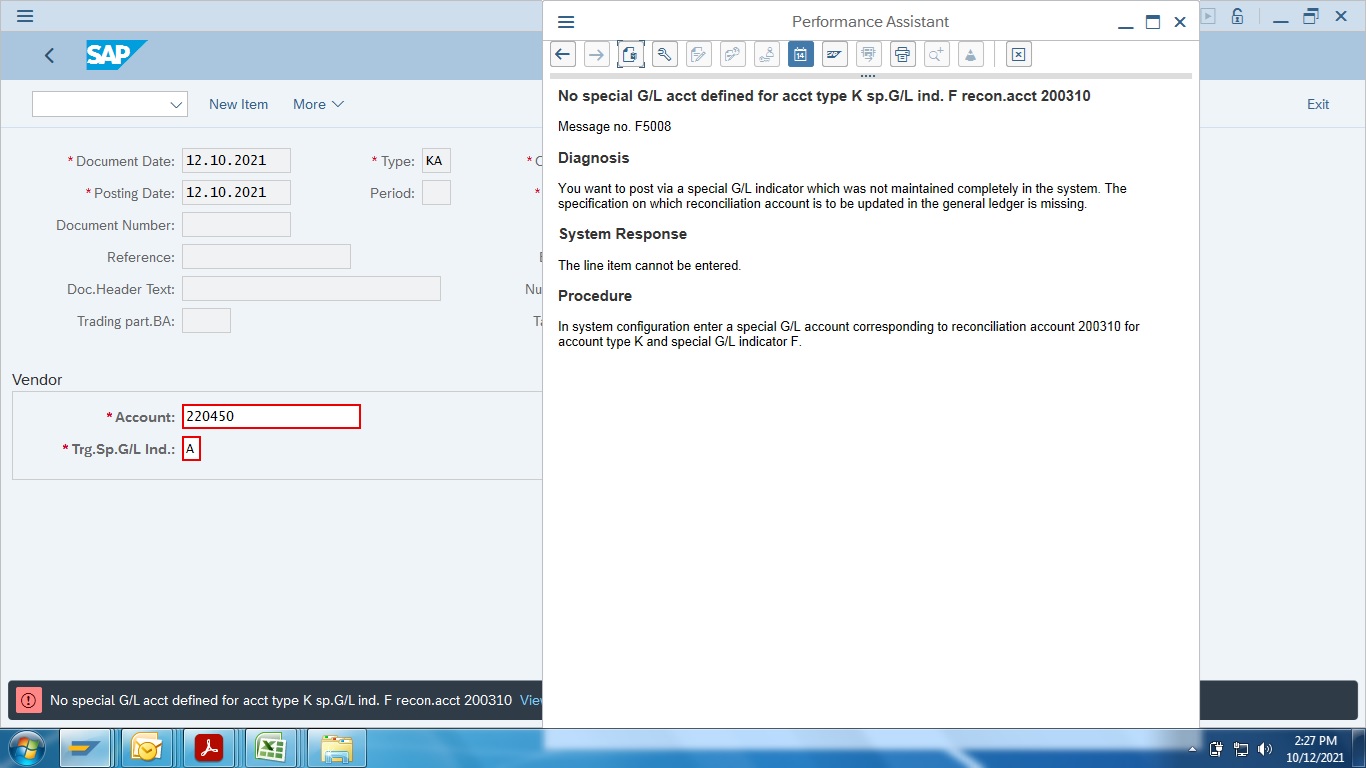 Performance Assistant
SAP
New Item
More
Exit
14
No special G/L acct defined for acct type K sp.G/L ind. F recon.acct 200310
Message no. F5008
Diagnosis
You want to post via a special G/L indicator which was not maintained completely in the system. The
specification on which reconciliation account is to be updated in the general ledger is missing.
System Response
The line item cannot be entered.
Procedure
In system configuration enter a special G/L account corresponding to reconciliation account 200310 for
account type K and special G/L indicator F.
* Document Date: 12.10.2021 * Type: KA * C
* Posting Date: 12.10.2021 Period: *
Document Number:
Reference:
Doc.Header Text: Nu
Trading part.BA: Ta
Vendor
* Account: 220450
* Trg.Sp.G/L Ind.: A
No special G/L acct defined for acct type K sp.G/L ind. F recon.acct 200310 View
2:27 PM
10/12/2021